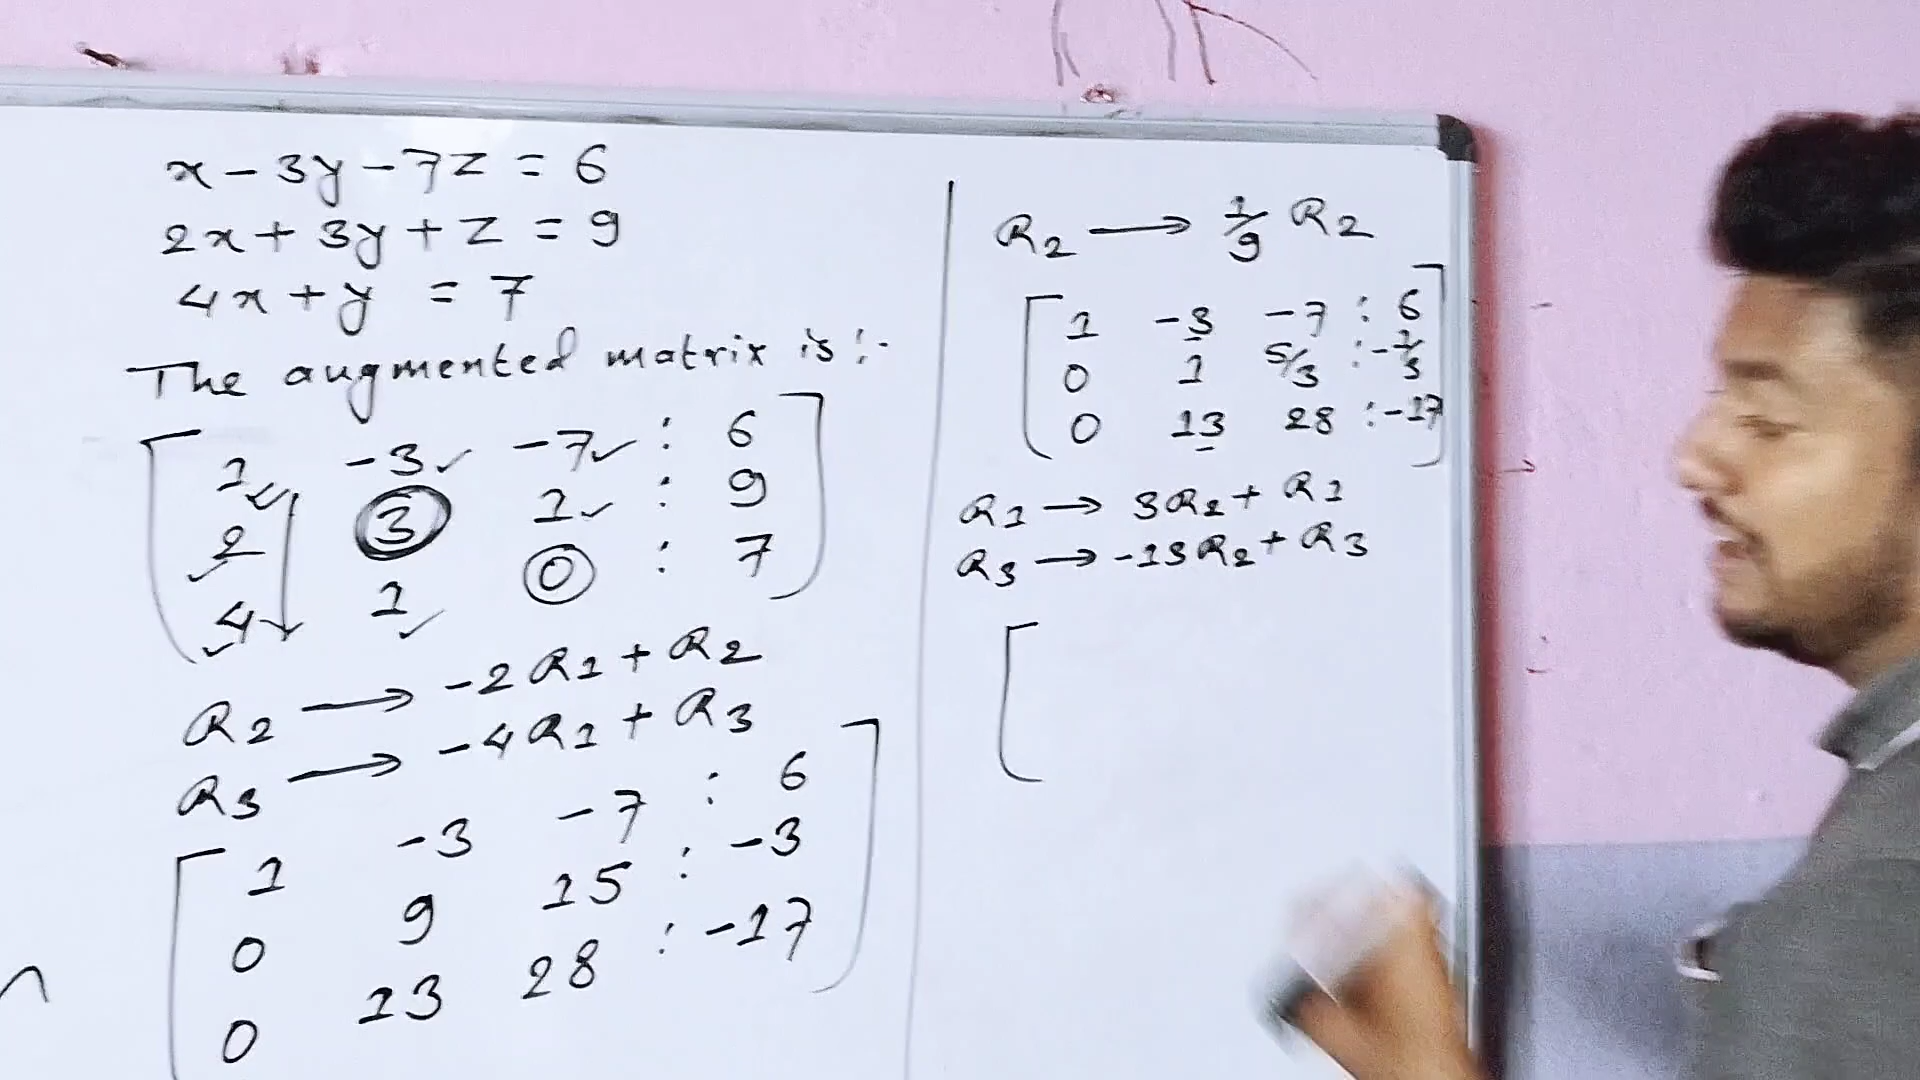 x - 3y - 7z = 6
2x + 3y + z = 9
4x + y = 7
The augmented matrix is :-
1 -3 -7 : 6
2 3 1 : 9
4 1 0 : 7
R2 → -2R1 + R2
R3 → -4R1 + R3
1 -3 -7 : 6
0 9 15 : -3
0 13 28 : -17
R2 → 1/9 R2
1 -3 -7 : 6
0 1 5/3 : -1/3
0 13 28 : -17
R1 → 3R2 + R1
R3 → -13R2 + R3